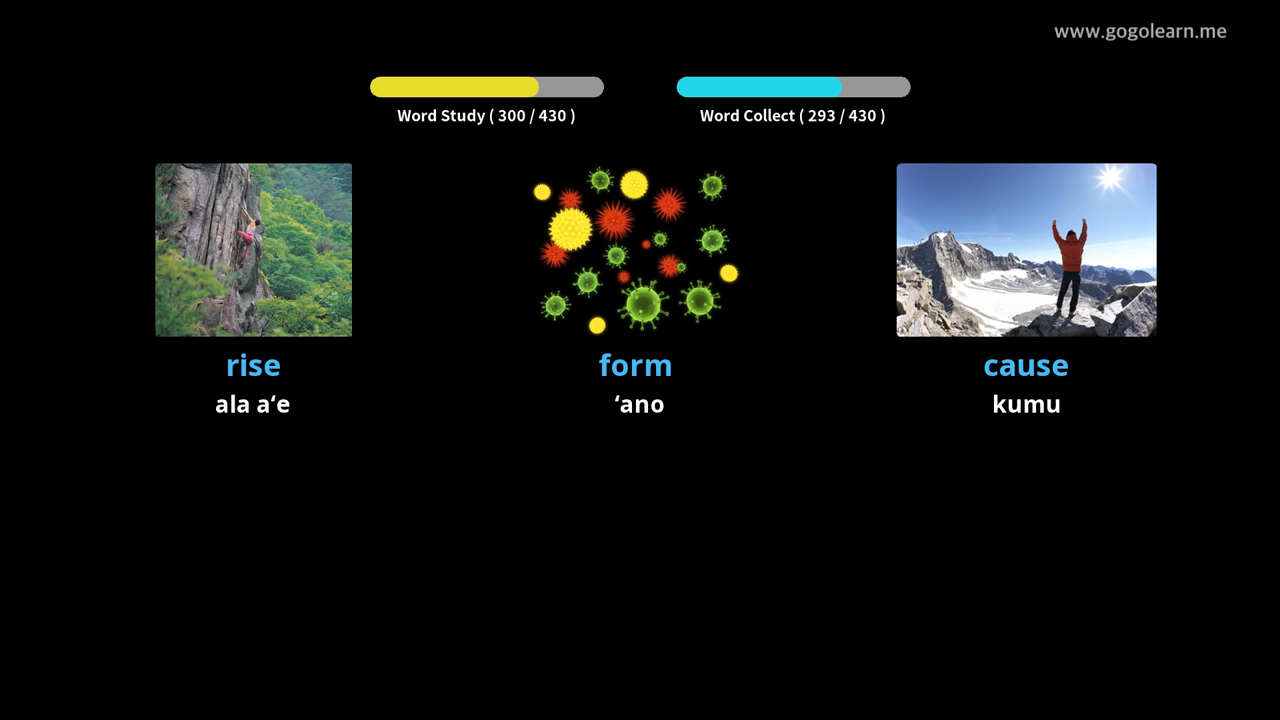 www.gogolearn.me
Word Study ( 300 / 430 )
Word Collect ( 293 / 430 )
rise
ala aʻe
form
ʻano
cause
kumu